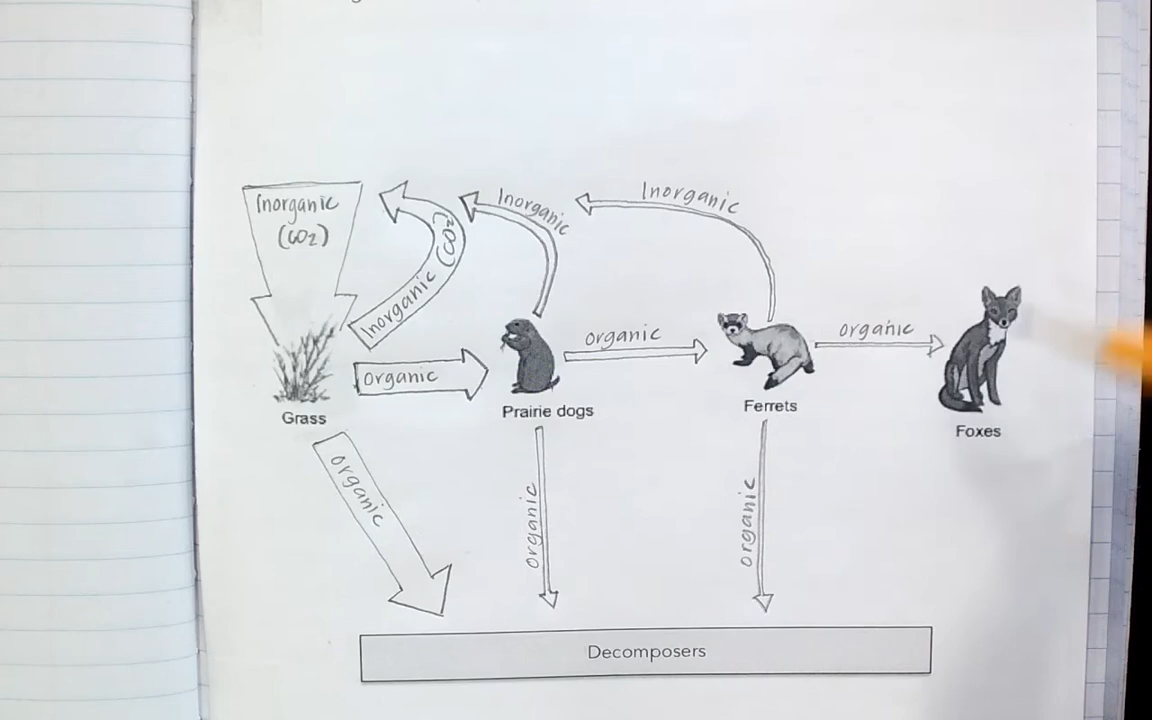 Inorganic
(CO₂)
Inorganic (CO₂)
Inorganic
Inorganic
organic
organic
organic
Grass
Prairie dogs
Ferrets
Foxes
organic
organic
organic
Decomposers